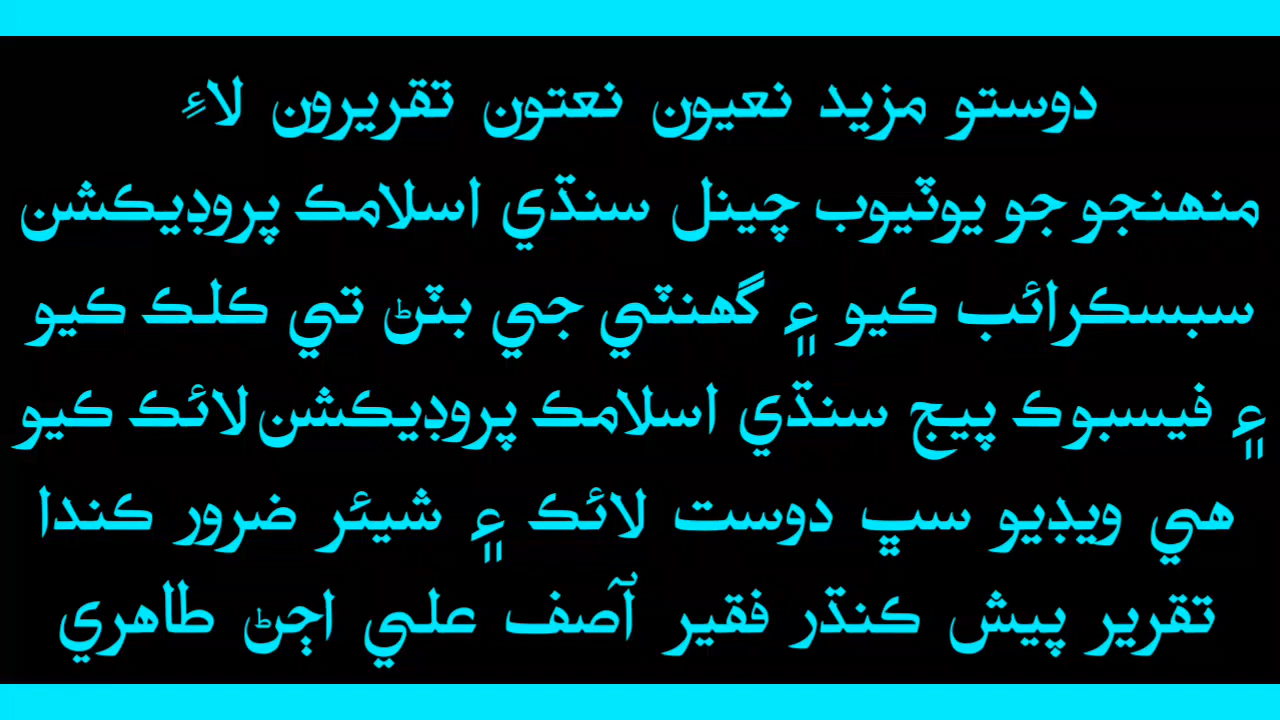 دوستو مزيد نعيون نعتون تقريرون لاءِ
منهنجو جو يوٽيوب چينل سنڌي اسلامڪ پروڊيڪشن
سبسڪرائب ڪيو ۽ گهنٽي جي بٽڻ تي ڪلڪ ڪيو
۽ فيسبوڪ پيج سنڌي اسلامڪ پروڊيڪشن لائڪ ڪيو
هي ويڊيو سڀ دوست لائڪ ۽ شيئر ضرور ڪندا
تقرير پيش ڪندڙ فقير آصف علي اڄڻ طاهري